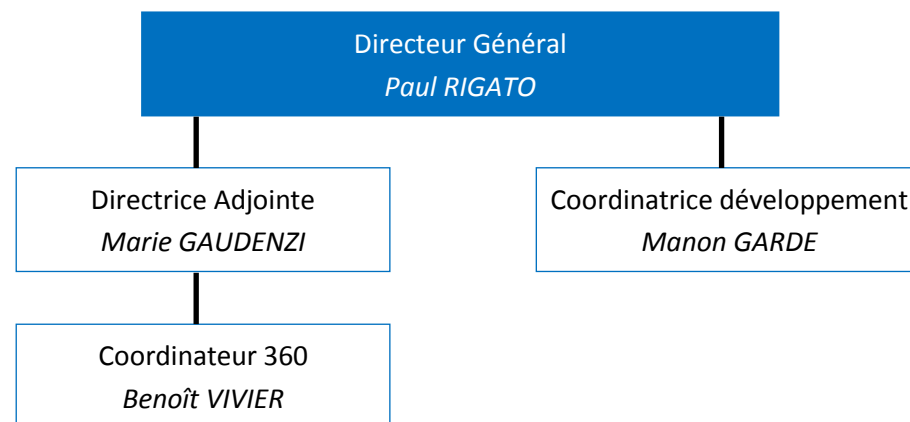 Directeur Général
Paul RIGATO
Directrice Adjointe
Marie GAUDENZI
Coordinatrice développement
Manon GARDE
Coordinateur 360
Benoît VIVIER